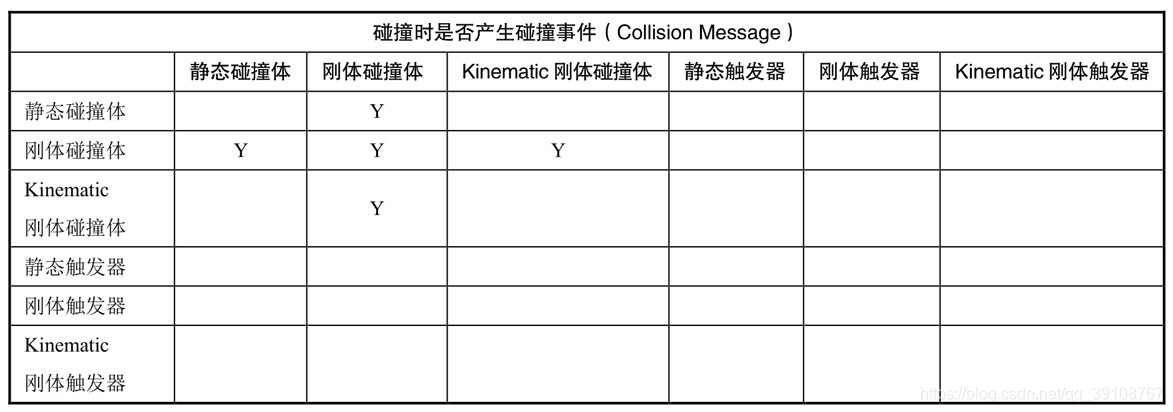 碰撞时是否产生碰撞事件（Collision Message）
静态碰撞体 刚体碰撞体 Kinematic 刚体碰撞体 静态触发器 刚体触发器 Kinematic 刚体触发器
静态碰撞体 Y
刚体碰撞体 Y Y Y
Kinematic
刚体碰撞体 Y
静态触发器
刚体触发器
Kinematic
刚体触发器
https://blog.csdn.net/qq_39108767